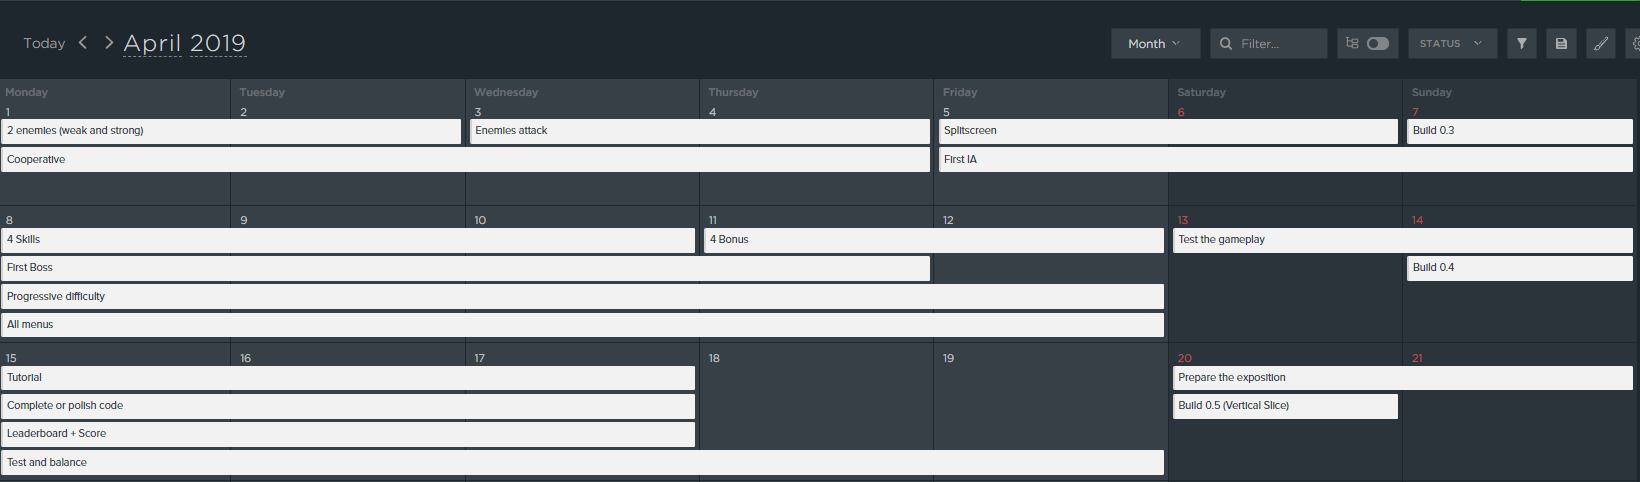 Today April 2019 Month Filter... STATUS
Monday Tuesday Wednesday Thursday Friday Saturday Sunday
1 2 3 4 5 6 7
2 enemies (weak and strong) Enemies attack Splitscreen Build 0.3
Cooperative First IA
8 9 10 11 12 13 14
4 Skills 4 Bonus Test the gameplay
First Boss Build 0.4
Progressive difficulty
All menus
15 16 17 18 19 20 21
Tutorial Prepare the exposition
Complete or polish code Build 0.5 (Vertical Slice)
Leaderboard + Score
Test and balance